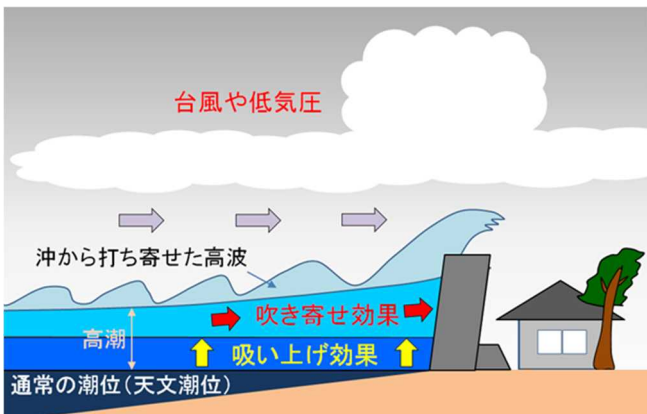 台風や低気圧
沖から打ち寄せた高波
吹き寄せ効果
高潮
吸い上げ効果
通常の潮位(天文潮位)